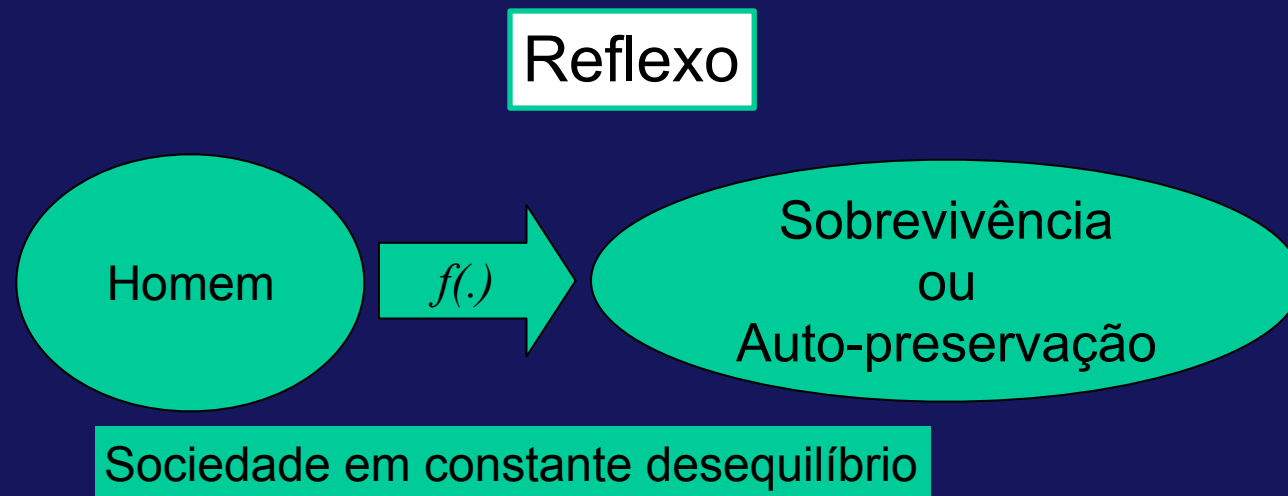 Reflexo
Homem
f(.)
Sobrevivência
ou
Auto-preservação
Sociedade em constante desequilíbrio